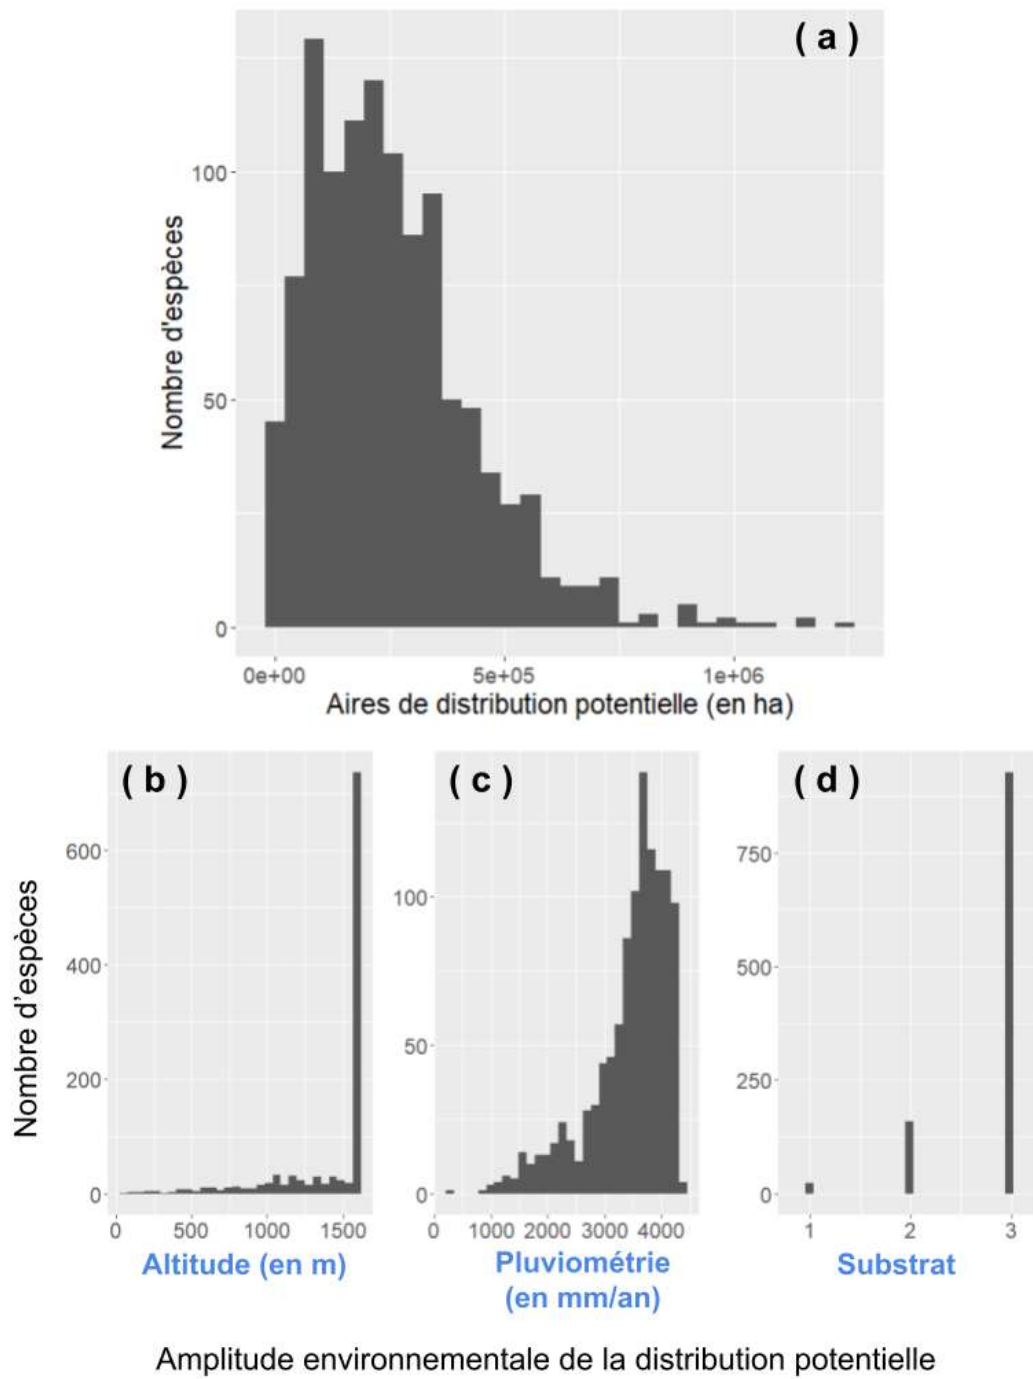 ( a )
Nombre d'espèces
100
50
0
0e+00 5e+05 1e+06
Aires de distribution potentielle (en ha)
( b )
( c )
( d )
Nombre d'espèces
600
400
200
0
0 500 1000 1500
Altitude (en m)
100
50
0
0 1000 2000 3000 4000
Pluviométrie
(en mm/an)
750
500
250
0
1 2 3
Substrat
Amplitude environnementale de la distribution potentielle